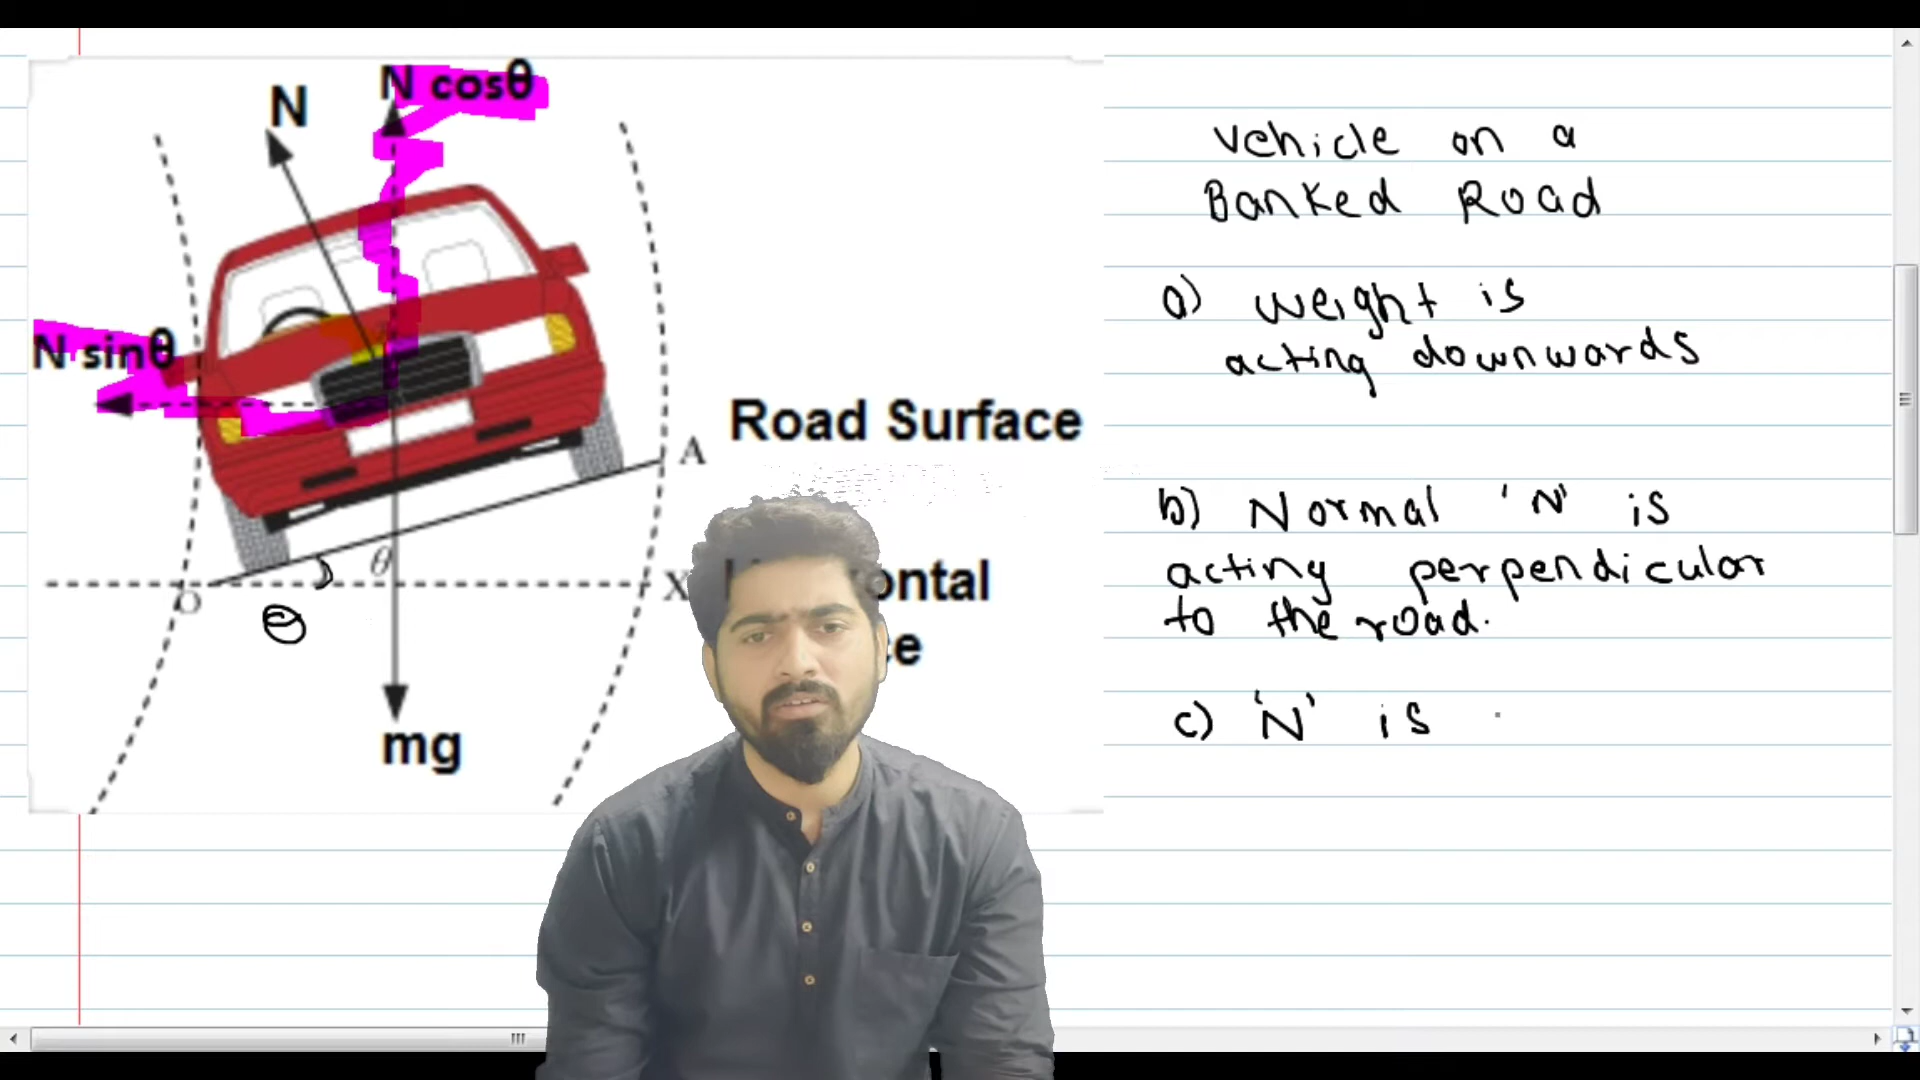 N cosθ
N
N sinθ
Road Surface
A
θ
X
O
θ
mg
Vehicle on a
Banked Road
a) weight is
acting downwards
b) Normal 'N' is
acting perpendicular
to the road.
c) 'N' is